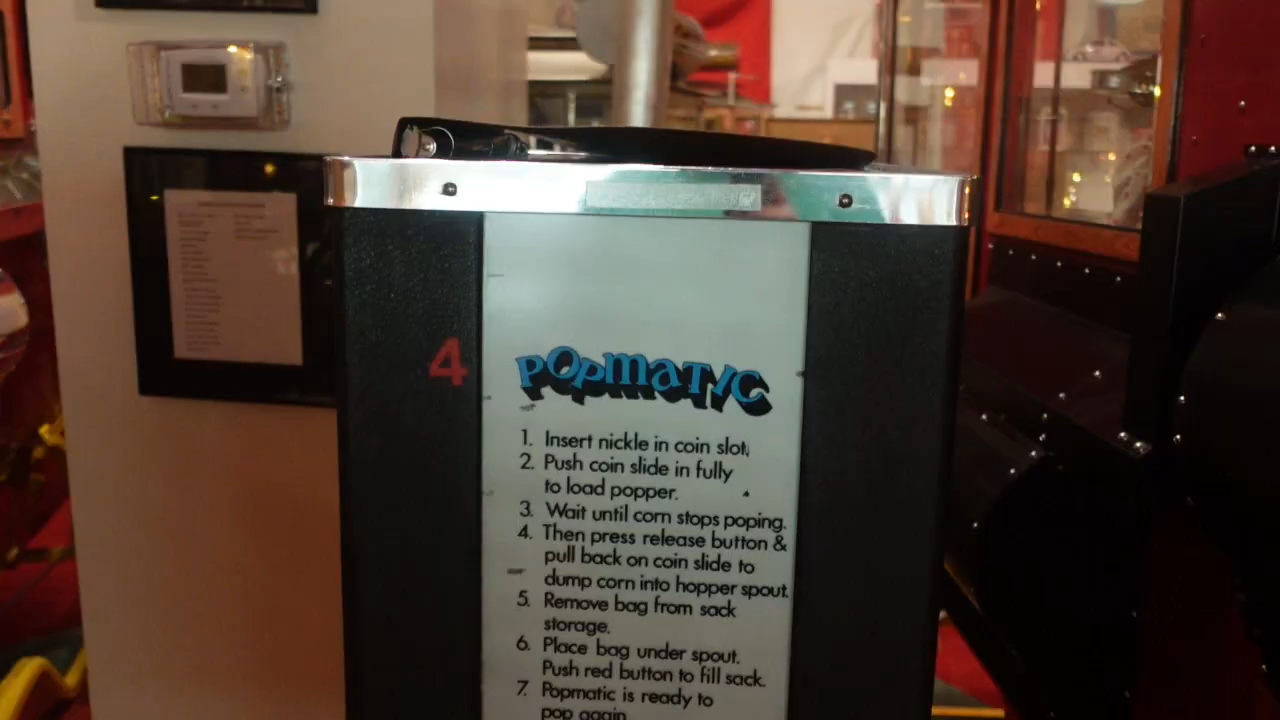 4
POPMATIC
1. Insert nickle in coin slot.
2. Push coin slide in fully
to load popper.
3. Wait until corn stops poping.
4. Then press release button &
pull back on coin slide to
dump corn into hopper spout.
5. Remove bag from sack
storage.
6. Place bag under spout.
Push red button to fill sack.
7. Popmatic is ready to
pop again